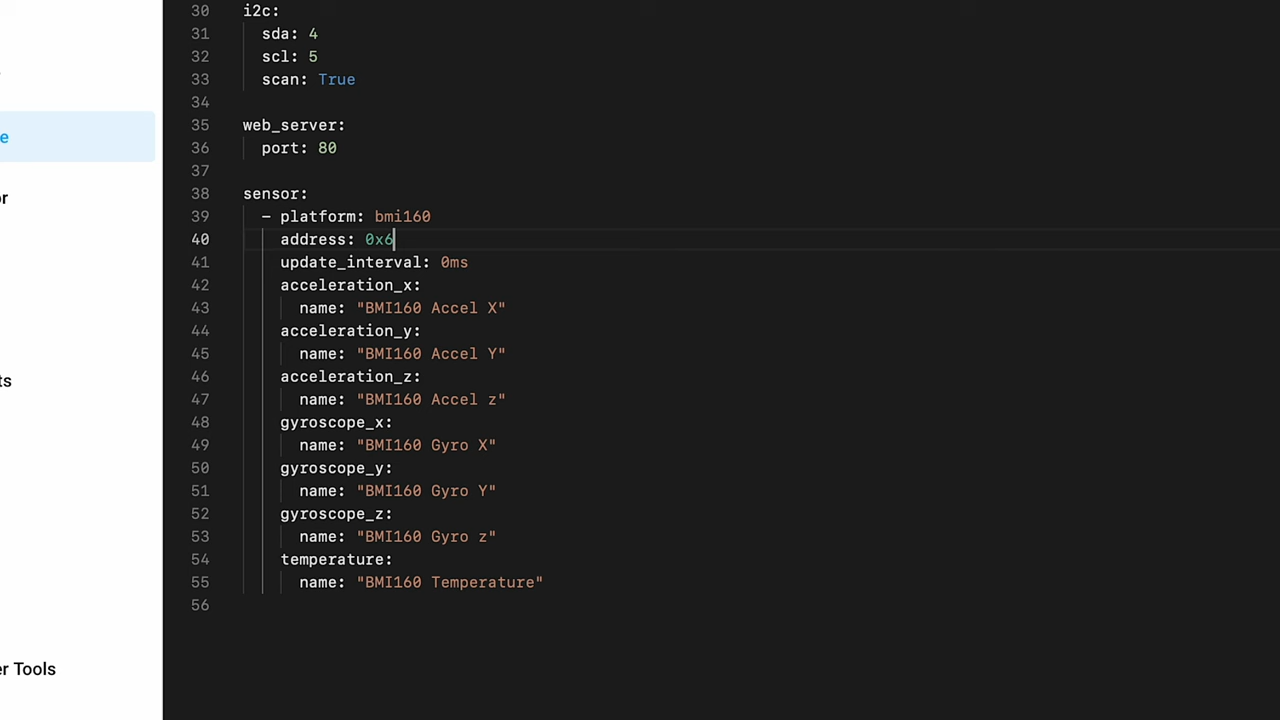 30 i2c:
31 sda: 4
32 scl: 5
33 scan: True
34
35 web_server:
e
36 port: 80
37
38 sensor:
or
39 - platform: bmi160
40 address: 0x6
41 update_interval: 0ms
42 acceleration_x:
43 name: "BMI160 Accel X"
44 acceleration_y:
45 name: "BMI160 Accel Y"
46 acceleration_z:
ts
47 name: "BMI160 Accel z"
48 gyroscope_x:
49 name: "BMI160 Gyro X"
50 gyroscope_y:
51 name: "BMI160 Gyro Y"
52 gyroscope_z:
53 name: "BMI160 Gyro z"
54 temperature:
55 name: "BMI160 Temperature"
56
er Tools